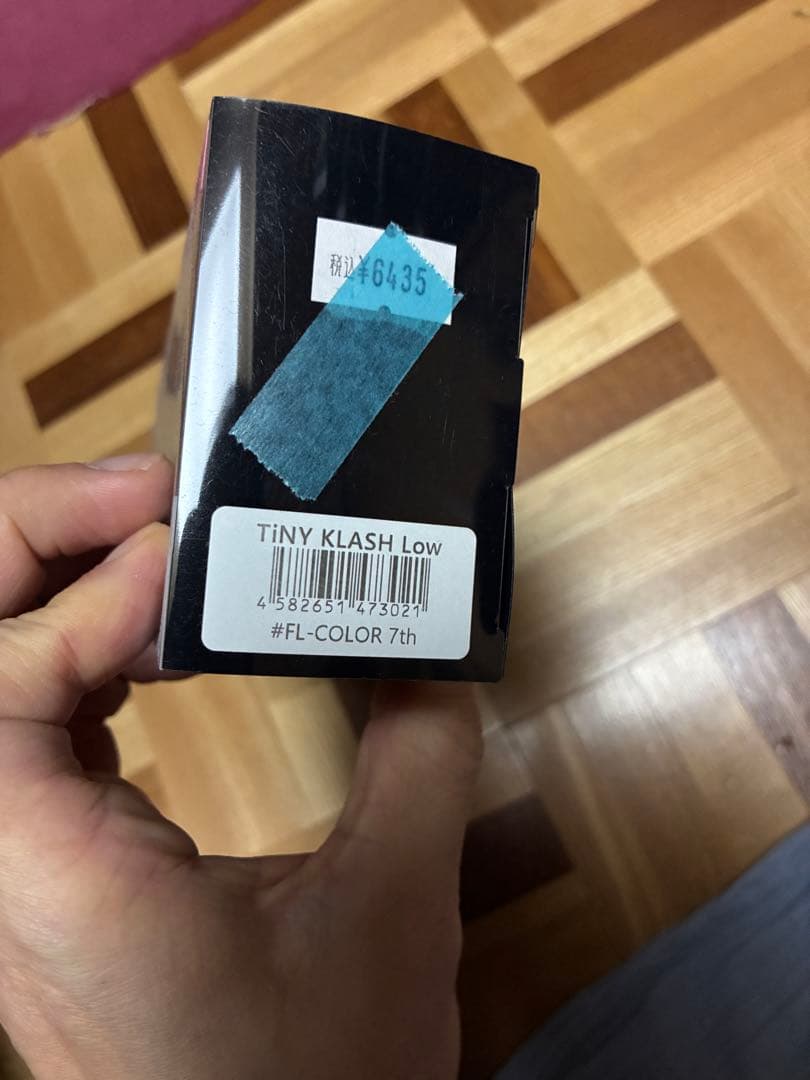 税込¥6435
TiNY KLASH Low
4 582651 473021
#FL-COLOR 7th